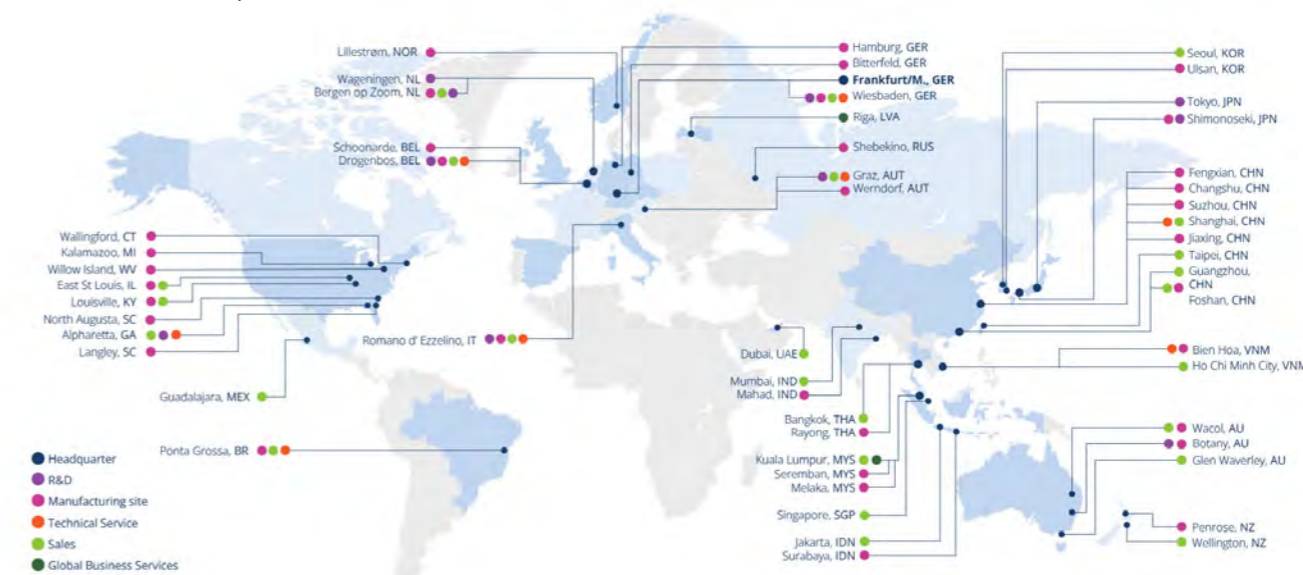 Lillestrøm, NOR
Wageningen, NL
Bergen op Zoom, NL
Schoonarde, BEL
Drogenbos, BEL
Hamburg, GER
Bitterfeld, GER
Frankfurt/M., GER
Wiesbaden, GER
Riga, LVA
Shebekino, RUS
Graz, AUT
Werndorf, AUT
Seoul, KOR
Ulsan, KOR
Tokyo, JPN
Shimonoseki, JPN
Fengxian, CHN
Changshu, CHN
Suzhou, CHN
Shanghai, CHN
Jiaxing, CHN
Taipei, CHN
Guangzhou,
CHN
Foshan, CHN
Wallingford, CT
Kalamazoo, MI
Willow Island, WV
East St Louis, IL
Louisville, KY
North Augusta, SC
Alpharetta, GA
Langley, SC
Guadalajara, MEX
Ponta Grossa, BR
Romano d' Ezzelino, IT
Dubai, UAE
Mumbai, IND
Mahad, IND
Bangkok, THA
Rayong, THA
Kuala Lumpur, MYS
Seremban, MYS
Melaka, MYS
Singapore, SGP
Jakarta, IDN
Surabaya, IDN
Bien Hoa, VNM
Ho Chi Minh City, VNM
Wacol, AU
Botany, AU
Glen Waverley, AU
Penrose, NZ
Wellington, NZ
Headquarter
R&D
Manufacturing site
Technical Service
Sales
Global Business Services